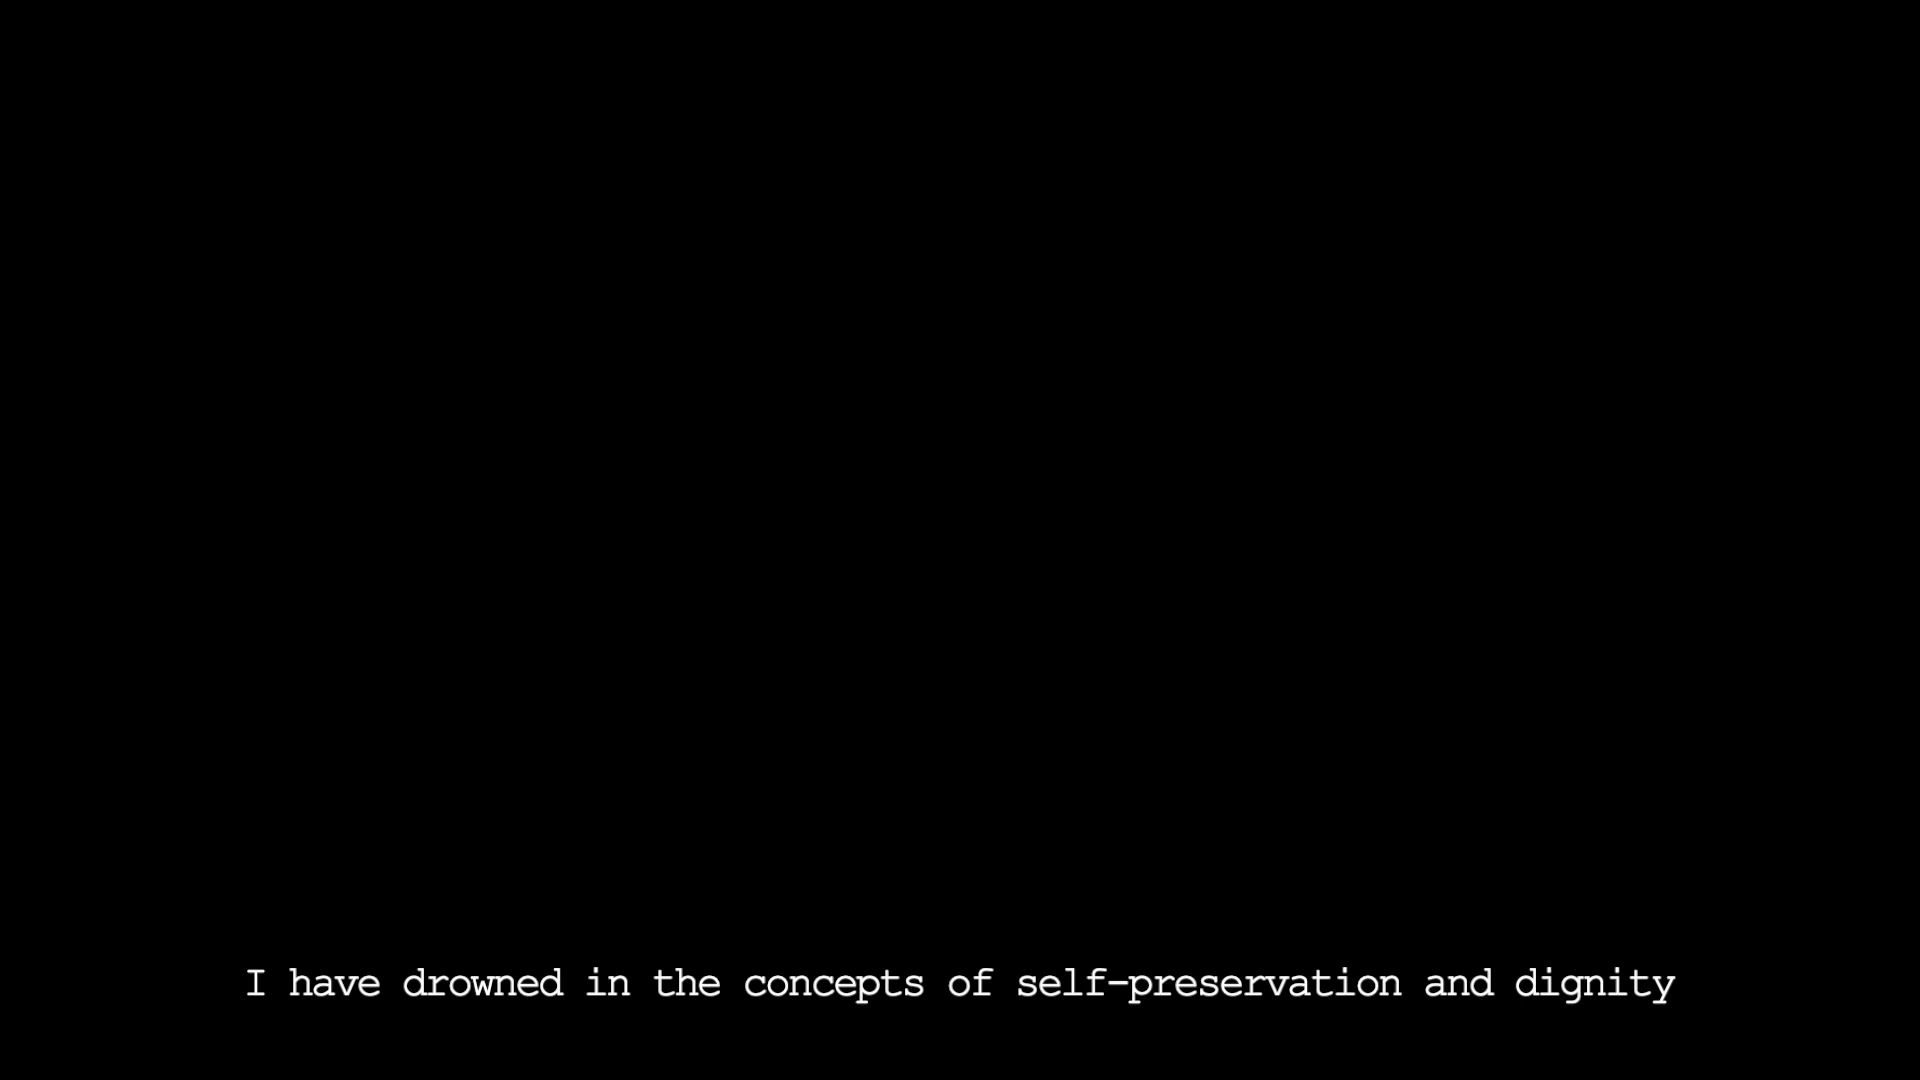 I have drowned in the concepts of self-preservation and dignity